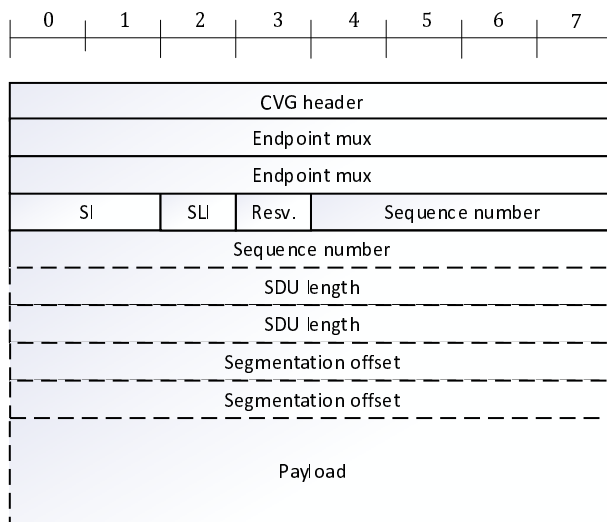 0 1 2 3 4 5 6 7
CVG header
Endpoint mux
Endpoint mux
SI SLI Resv. Sequence number
Sequence number
SDU length
SDU length
Segmentation offset
Segmentation offset
Payload